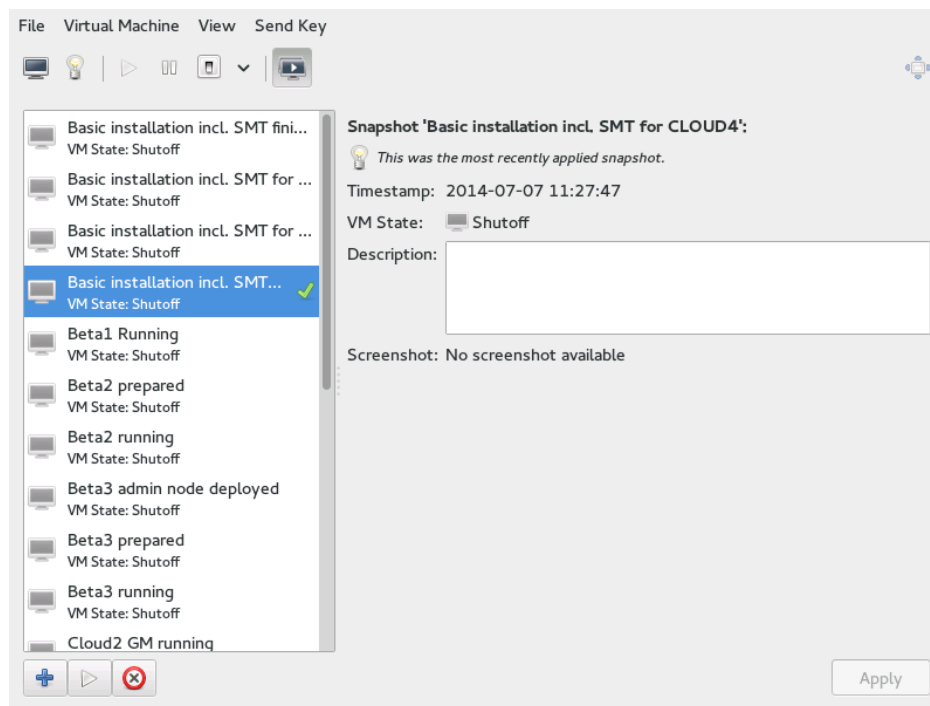 File Virtual Machine View Send Key
Basic installation incl. SMT fini...
VM State: Shutoff
Basic installation incl. SMT for ...
VM State: Shutoff
Basic installation incl. SMT for ...
VM State: Shutoff
Basic installation incl. SMT...
VM State: Shutoff
Beta1 Running
VM State: Shutoff
Beta2 prepared
VM State: Shutoff
Beta2 running
VM State: Shutoff
Beta3 admin node deployed
VM State: Shutoff
Beta3 prepared
VM State: Shutoff
Beta3 running
VM State: Shutoff
Cloud2 GM running
Snapshot 'Basic installation incl. SMT for CLOUD4':
This was the most recently applied snapshot.
Timestamp: 2014-07-07 11:27:47
VM State: Shutoff
Description:
Screenshot: No screenshot available
Apply